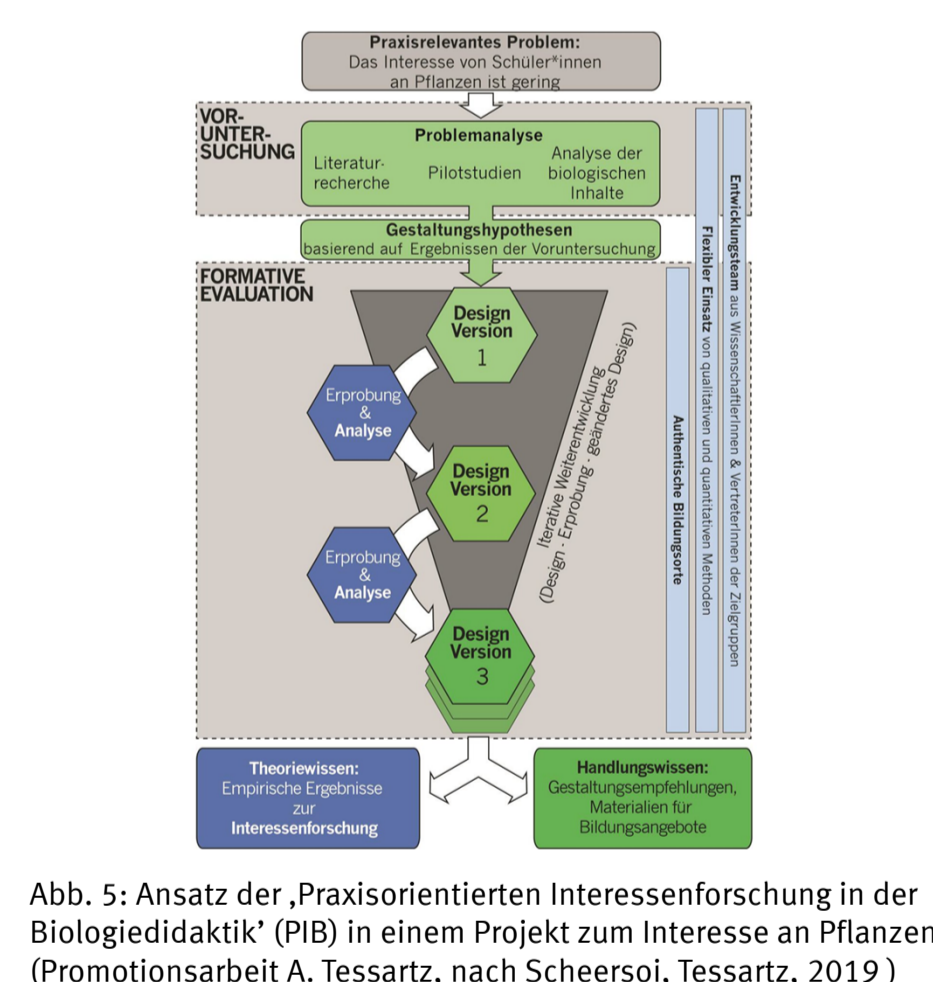 Praxisrelevantes Problem:
Das Interesse von Schüler*innen
an Pflanzen ist gering
VOR-
UNTER-
SUCHUNG
Problemanalyse
Literatur-
recherche
Pilotstudien
Analyse der
biologischen
Inhalte
Gestaltungshypothesen
basierend auf Ergebnissen der Voruntersuchung
FORMATIVE
EVALUATION
Design
Version
1
Erprobung
&
Analyse
Design
Version
2
Erprobung
&
Analyse
Design
Version
3
Iterative Weiterentwicklung
(Design · Erprobung · geändertes Design)
Authentische Bildungsorte
Flexibler Einsatz von qualitativen und quantitativen Methoden
Entwicklungsteam aus WissenschaftlerInnen & VertreterInnen der Zielgruppen
Theoriewissen:
Empirische Ergebnisse
zur
Interessenforschung
Handlungswissen:
Gestaltungsempfehlungen,
Materialien für
Bildungsangebote
Abb. 5: Ansatz der ‚Praxisorientierten Interessenforschung in der
Biologiedidaktik’ (PIB) in einem Projekt zum Interesse an Pflanzen
(Promotionsarbeit A. Tessartz, nach Scheersoi, Tessartz, 2019 )